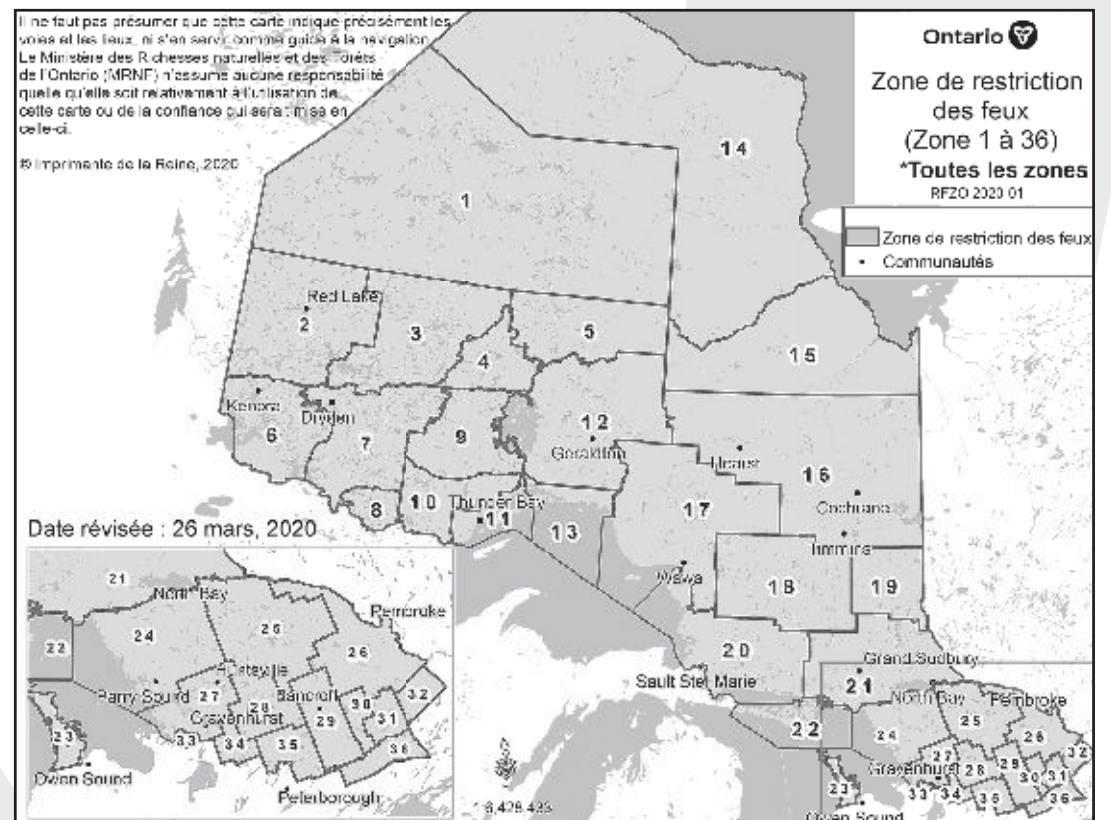 Il ne faut pas présumer que cette carte indique précisément les
voies et les lieux, ni s'en servir comme guide à la navigation.
Le Ministère des Richesses naturelles et des Forêts
de l'Ontario (MRNF) n'assume aucune responsabilité
quelle qu'elle soit relativement à l'utilisation de
cette carte ou de la confiance qui serait mise en
celle-ci.
© Imprimante de la Reine, 2020
Ontario
Zone de restriction
des feux
(Zone 1 à 36)
*Toutes les zones
RFZO 2020 01
Zone de restriction des feux
Communautés
14
1
Red Lake
2
3
5
4
15
Kenora
Dryden
6
7
9
12
Geraldton
Hearst
16
Cochrane
8
10
Thunder Bay
11
13
17
Timmins
Wawa
18
19
20
Grand Sudbury
Sault Ste. Marie
21
North Bay
Pembroke
22
24
25
26
Gravenhurst
27
28
29
30
31
32
33
34
35
36
23
Owen Sound
Date révisée : 26 mars, 2020
21
North Bay
Pembroke
22
24
25
26
Huntsville
Parry Sound
27
Bancroft
32
Gravenhurst
28
29
30
31
23
33
34
35
36
Owen Sound
Peterborough